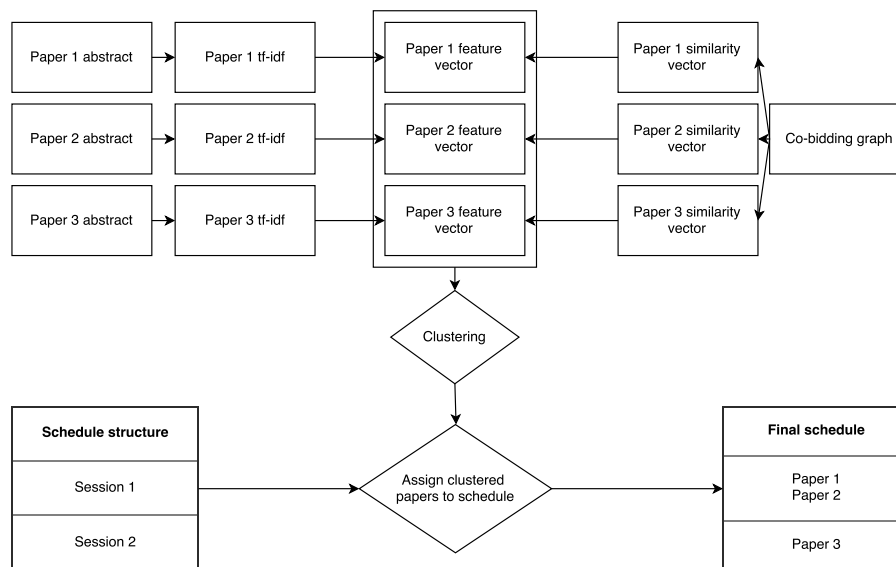 Paper 1 abstract
Paper 1 tf-idf
Paper 1 feature
vector
Paper 1 similarity
vector
Paper 2 abstract
Paper 2 tf-idf
Paper 2 feature
vector
Paper 2 similarity
vector
Co-bidding graph
Paper 3 abstract
Paper 3 tf-idf
Paper 3 feature
vector
Paper 3 similarity
vector
Clustering
Schedule structure
Session 1
Session 2
Assign clustered
papers to schedule
Final schedule
Paper 1
Paper 2
Paper 3